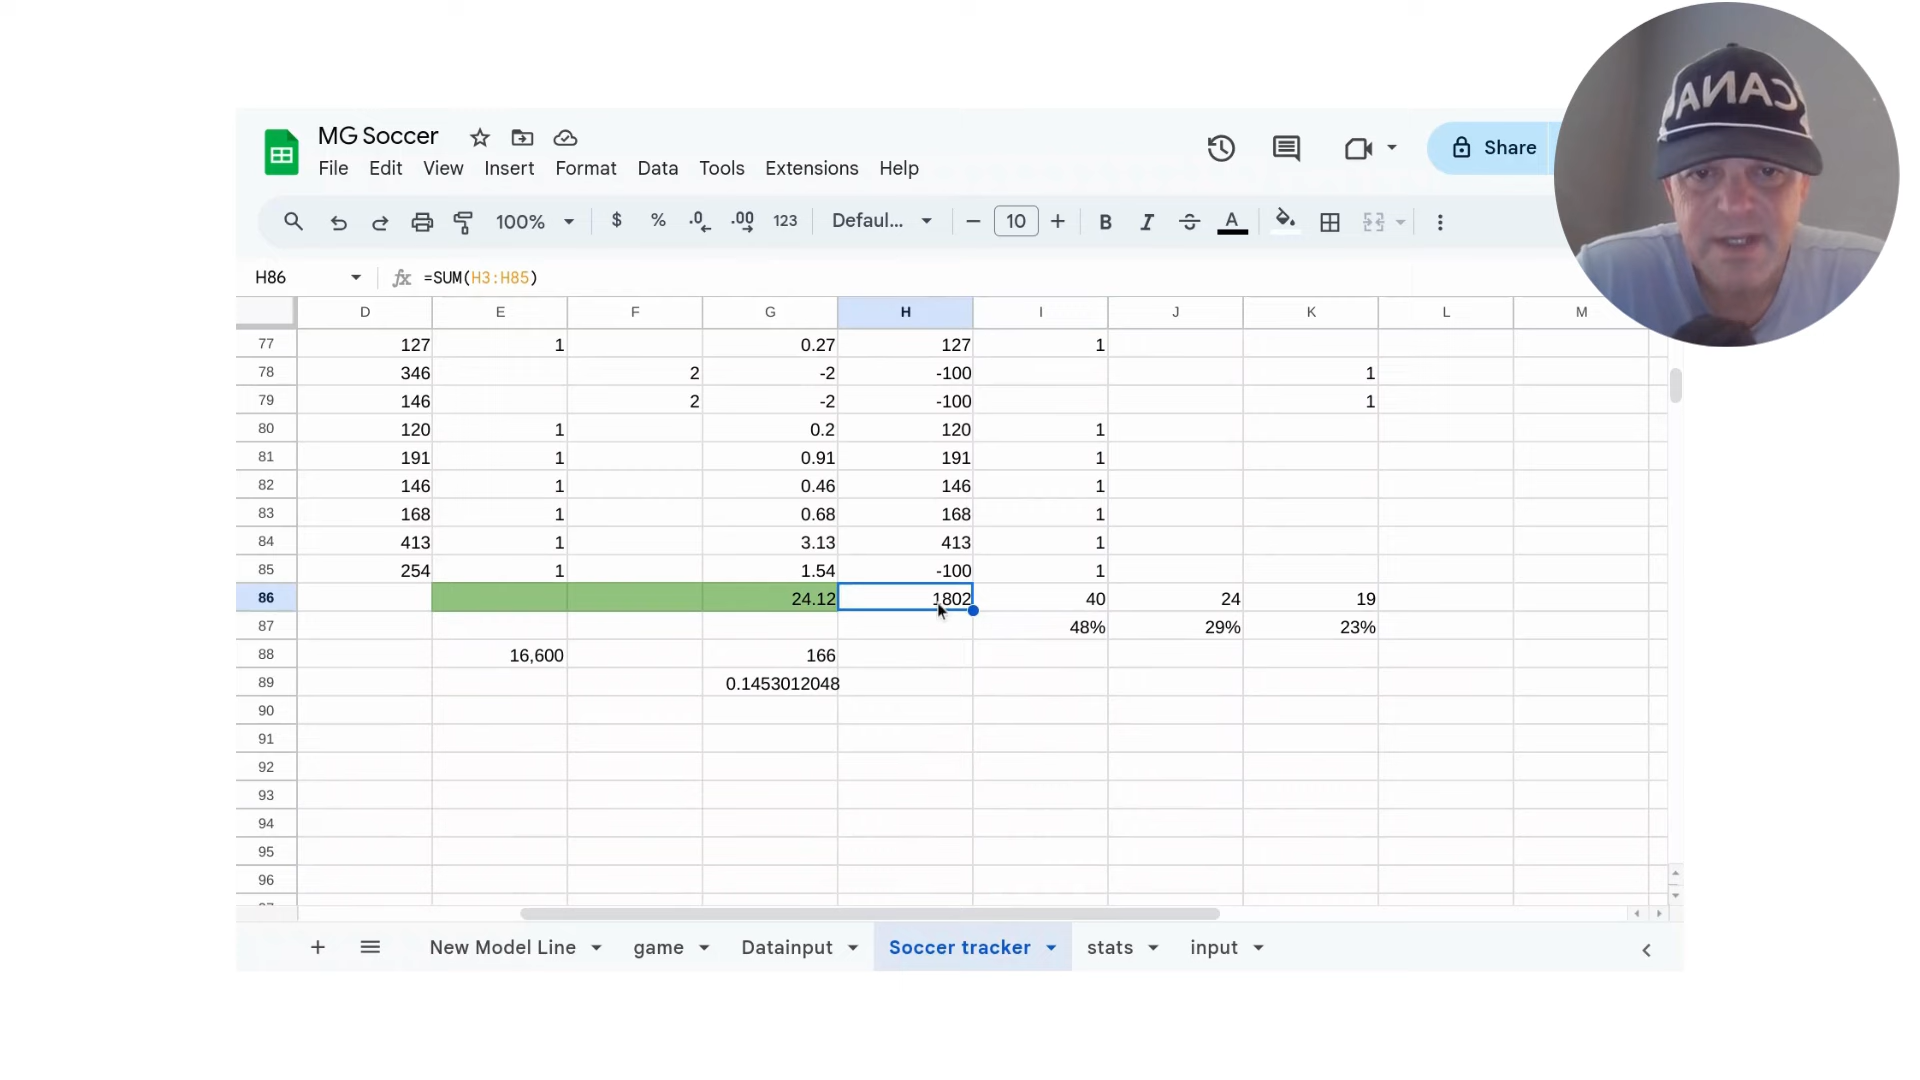 MG Soccer
File Edit View Insert Format Data Tools Extensions Help
Share
100% $ % .0 .00 123 Defaul... 10 B I A
H86 fx =SUM(H3:H85)
D E F G H I J K L M
77 127 1 0.27 127 1
78 346 2 -2 -100 1
79 146 2 -2 -100 1
80 120 1 0.2 120 1
81 191 1 0.91 191 1
82 146 1 0.46 146 1
83 168 1 0.68 168 1
84 413 1 3.13 413 1
85 254 1 1.54 -100 1
86 24.12 1802 40 24 19
87 48% 29% 23%
88 16,600 166
89 0.1453012048
90
91
92
93
94
95
96
New Model Line game Datainput Soccer tracker stats input
CANA